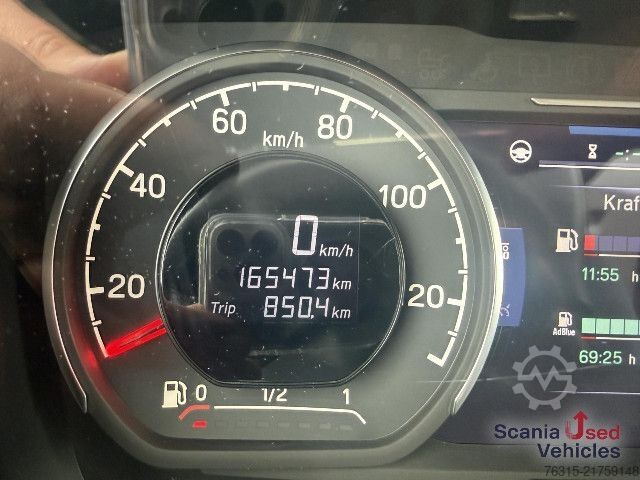 60 80
km/h
40 100
0 km/h
165473 km
Trip 850.4 km
20 20
0 1/2 1
Kraf
11:55 h
AdBlue
69:25 h
Scania Used
Vehicles
76315-21759148